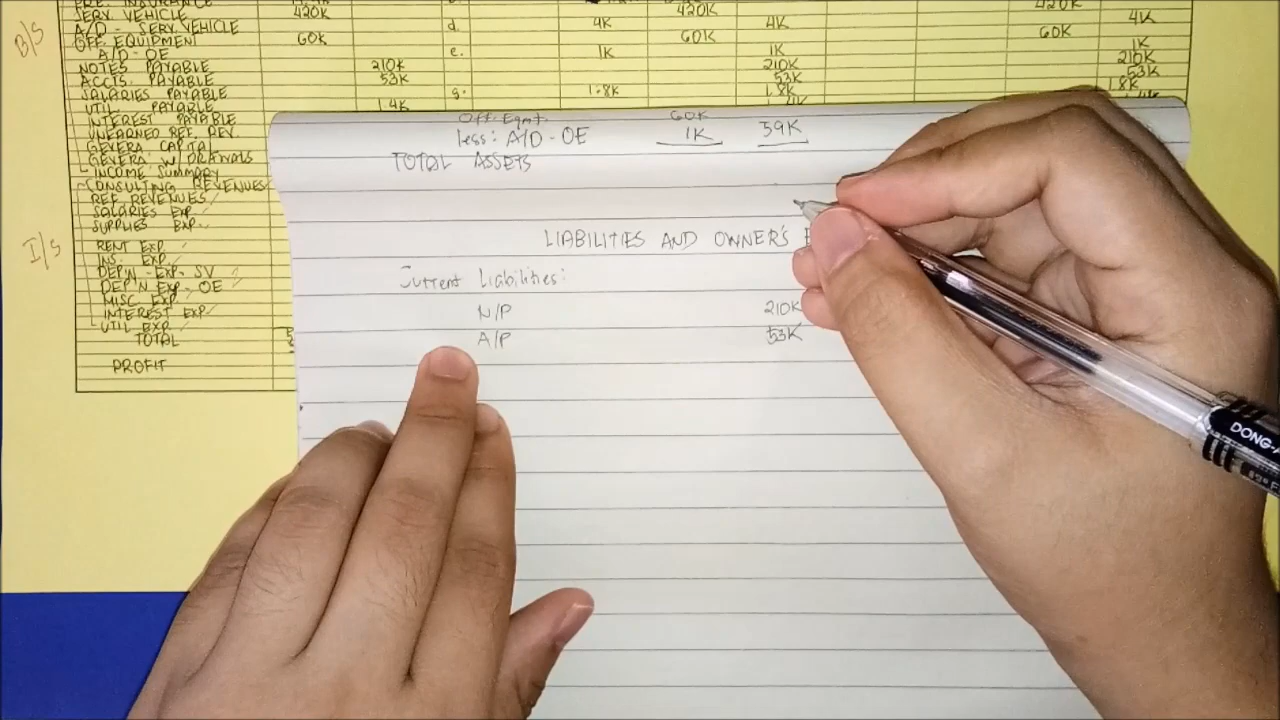 PRE. INSURANCE
SERV. VEHICLE 420K 420K 420K
A/D - SERV. VEHICLE d. 4K 4K 4K
OFF. EQUIPMENT 60K 60K 60K
A/D - OE e. 1K 1K 1K
NOTES PAYABLE 210K 210K 210K
ACCTS. PAYABLE 53K 53K 53K
SALARIES PAYABLE g. 1.8K 1.8K 1.8K
UTIL. PAYABLE 1.4K
INTEREST PAYABLE
UNEARNED REF. REV.
GEVERA CAPITAL
GEVERA W/DRAWALS
INCOME SUMMARY
CONSULTING REVENUES
REF. REVENUES
SALARIES EXP.
SUPPLIES EXP.
RENT EXP.
INS. EXP.
DEP'N - EXP- SV
DEP'N EXP - OE
MISC EXP
INTEREST EXP
UTIL EXP.
TOTAL
PROFIT
B/S
I/S
Off. Eqmt. 60K
less: A/D - OE 1K 59K
TOTAL ASSETS
LIABILITIES AND OWNER'S
Current Liabilities:
N/P 210K
A/P 53K
DONG-